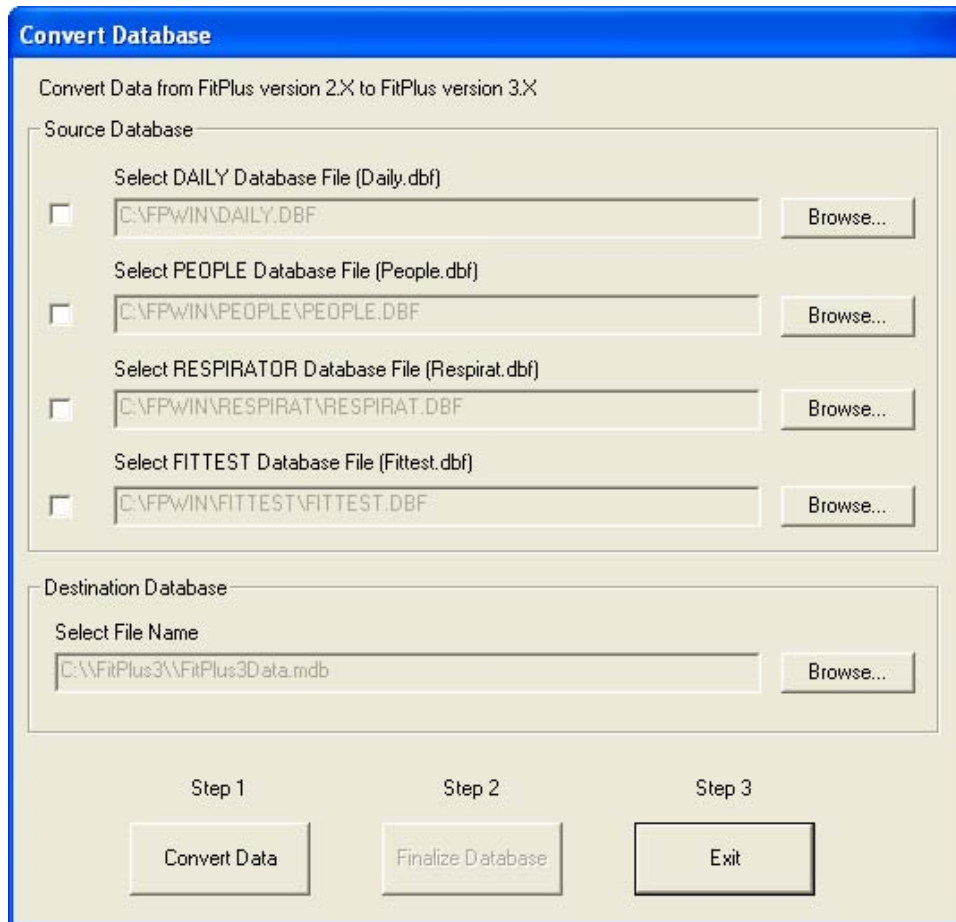 Convert Database
Convert Data from FitPlus version 2.X to FitPlus version 3.X
Source Database
Select DAILY Database File (Daily.dbf)
C:\FPWIN\DAILY.DBF
Browse...
Select PEOPLE Database File (People.dbf)
C:\FPWIN\PEOPLE\PEOPLE.DBF
Browse...
Select RESPIRATOR Database File (Respirat.dbf)
C:\FPWIN\RESPIRAT\RESPIRAT.DBF
Browse...
Select FITTEST Database File (Fittest.dbf)
C:\FPWIN\FITTEST\FITTEST.DBF
Browse...
Destination Database
Select File Name
C:\\FitPlus3\\FitPlus3Data.mdb
Browse...
Step 1 Step 2 Step 3
Convert Data Finalize Database Exit